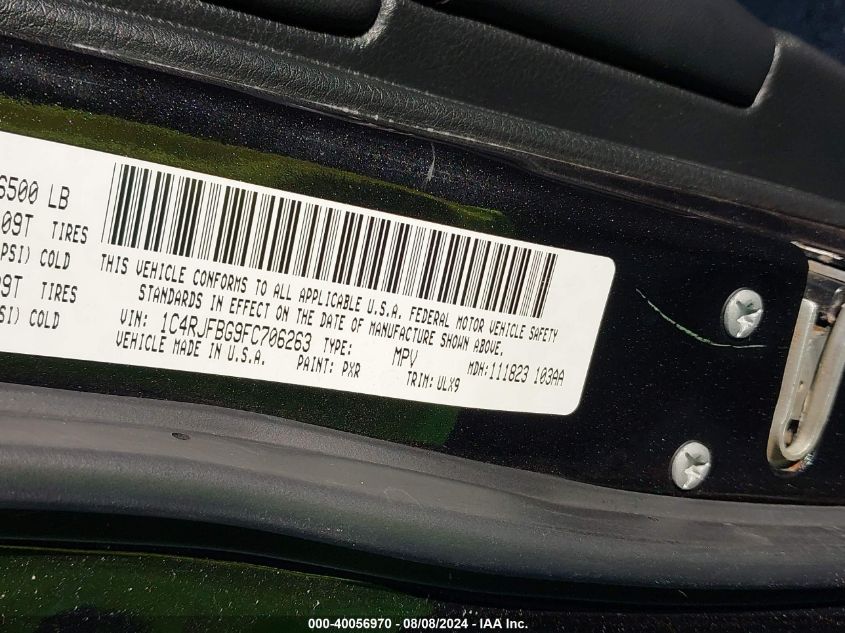 6500 LB
09T TIRES
PSI) COLD
09T TIRES
SI) COLD
THIS VEHICLE CONFORMS TO ALL APPLICABLE U.S.A. FEDERAL MOTOR VEHICLE SAFETY
STANDARDS IN EFFECT ON THE DATE OF MANUFACTURE SHOWN ABOVE.
VIN: 1C4RJFBG9FC706263 TYPE: MPV MDH:111823 103AA
VEHICLE MADE IN U.S.A. PAINT: PXR TRIM: ULX9
000-40056970 - 08/08/2024 - IAA Inc.